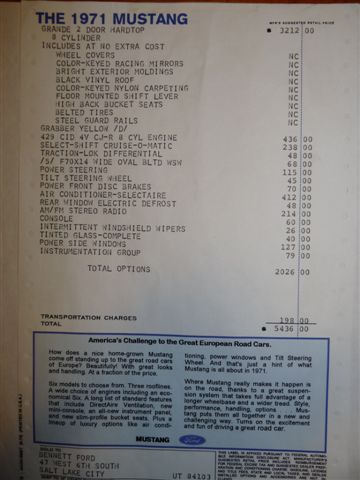 THE 1971 MUSTANG
MFR'S SUGGESTED RETAIL PRICE
GRANDE 2 DOOR HARDTOP 3212 00
8 CYLINDER
INCLUDES AT NO EXTRA COST
WHEEL COVERS NC
COLOR-KEYED RACING MIRRORS NC
BRIGHT EXTERIOR MOLDINGS NC
BLACK VINYL ROOF NC
COLOR-KEYED NYLON CARPETING NC
FLOOR MOUNTED SHIFT LEVER NC
HIGH BACK BUCKET SEATS NC
BELTED TIRES NC
STEEL GUARD RAILS NC
GRABBER YELLOW /D/
429 CID 4V CJ-R 8 CYL ENGINE 436 00
SELECT-SHIFT CRUISE-O-MATIC 238 00
TRACTION-LOK DIFFERENTIAL 48 00
/5/ F70X14 WIDE OVAL BLTD WSW 68 00
POWER STEERING 115 00
TILT STEERING WHEEL 45 00
POWER FRONT DISC BRAKES 70 00
AIR CONDITIONER-SELECTAIRE 412 00
REAR WINDOW ELECTRIC DEFROST 48 00
AM/FM STEREO RADIO 214 00
CONSOLE 60 00
INTERMITTENT WINDSHIELD WIPERS 26 00
TINTED GLASS-COMPLETE 40 00
POWER SIDE WINDOWS 127 00
INSTRUMENTATION GROUP 79 00
TOTAL OPTIONS 2026 00
TRANSPORTATION CHARGES 198 00
TOTAL 5436 00
America's Challenge to the Great European Road Cars.
How does a nice home-grown Mustang
come off standing up to the great road cars
of Europe? Beautifully! With great looks
and handling. At a fraction of the price.
Six models to choose from. Three rooflines.
A wide choice of engines including an eco-
nomical Six. A long list of standard features
that include DirectAire Ventilation, new
mini-console, an all-new instrument panel,
and new slim-profile bucket seats. Plus a
lineup of luxury options like air condi-
tioning, power windows and Tilt Steering
Wheel. And that's just a hint of what
Mustang is all about in 1971.
Where Mustang really makes it happen is
on the road, thanks to a great suspen-
sion system that takes full advantage of a
longer wheelbase and a wider tread. Style,
performance, handling, options Mus-
tang puts them all together in a new and
challenging way. Turns on the excitement
and fun of driving a great road car.
MUSTANG Ford
SOLD TO
BENNETT FORD
47 WEST 6TH SOUTH
SALT LAKE CITY UT 84101